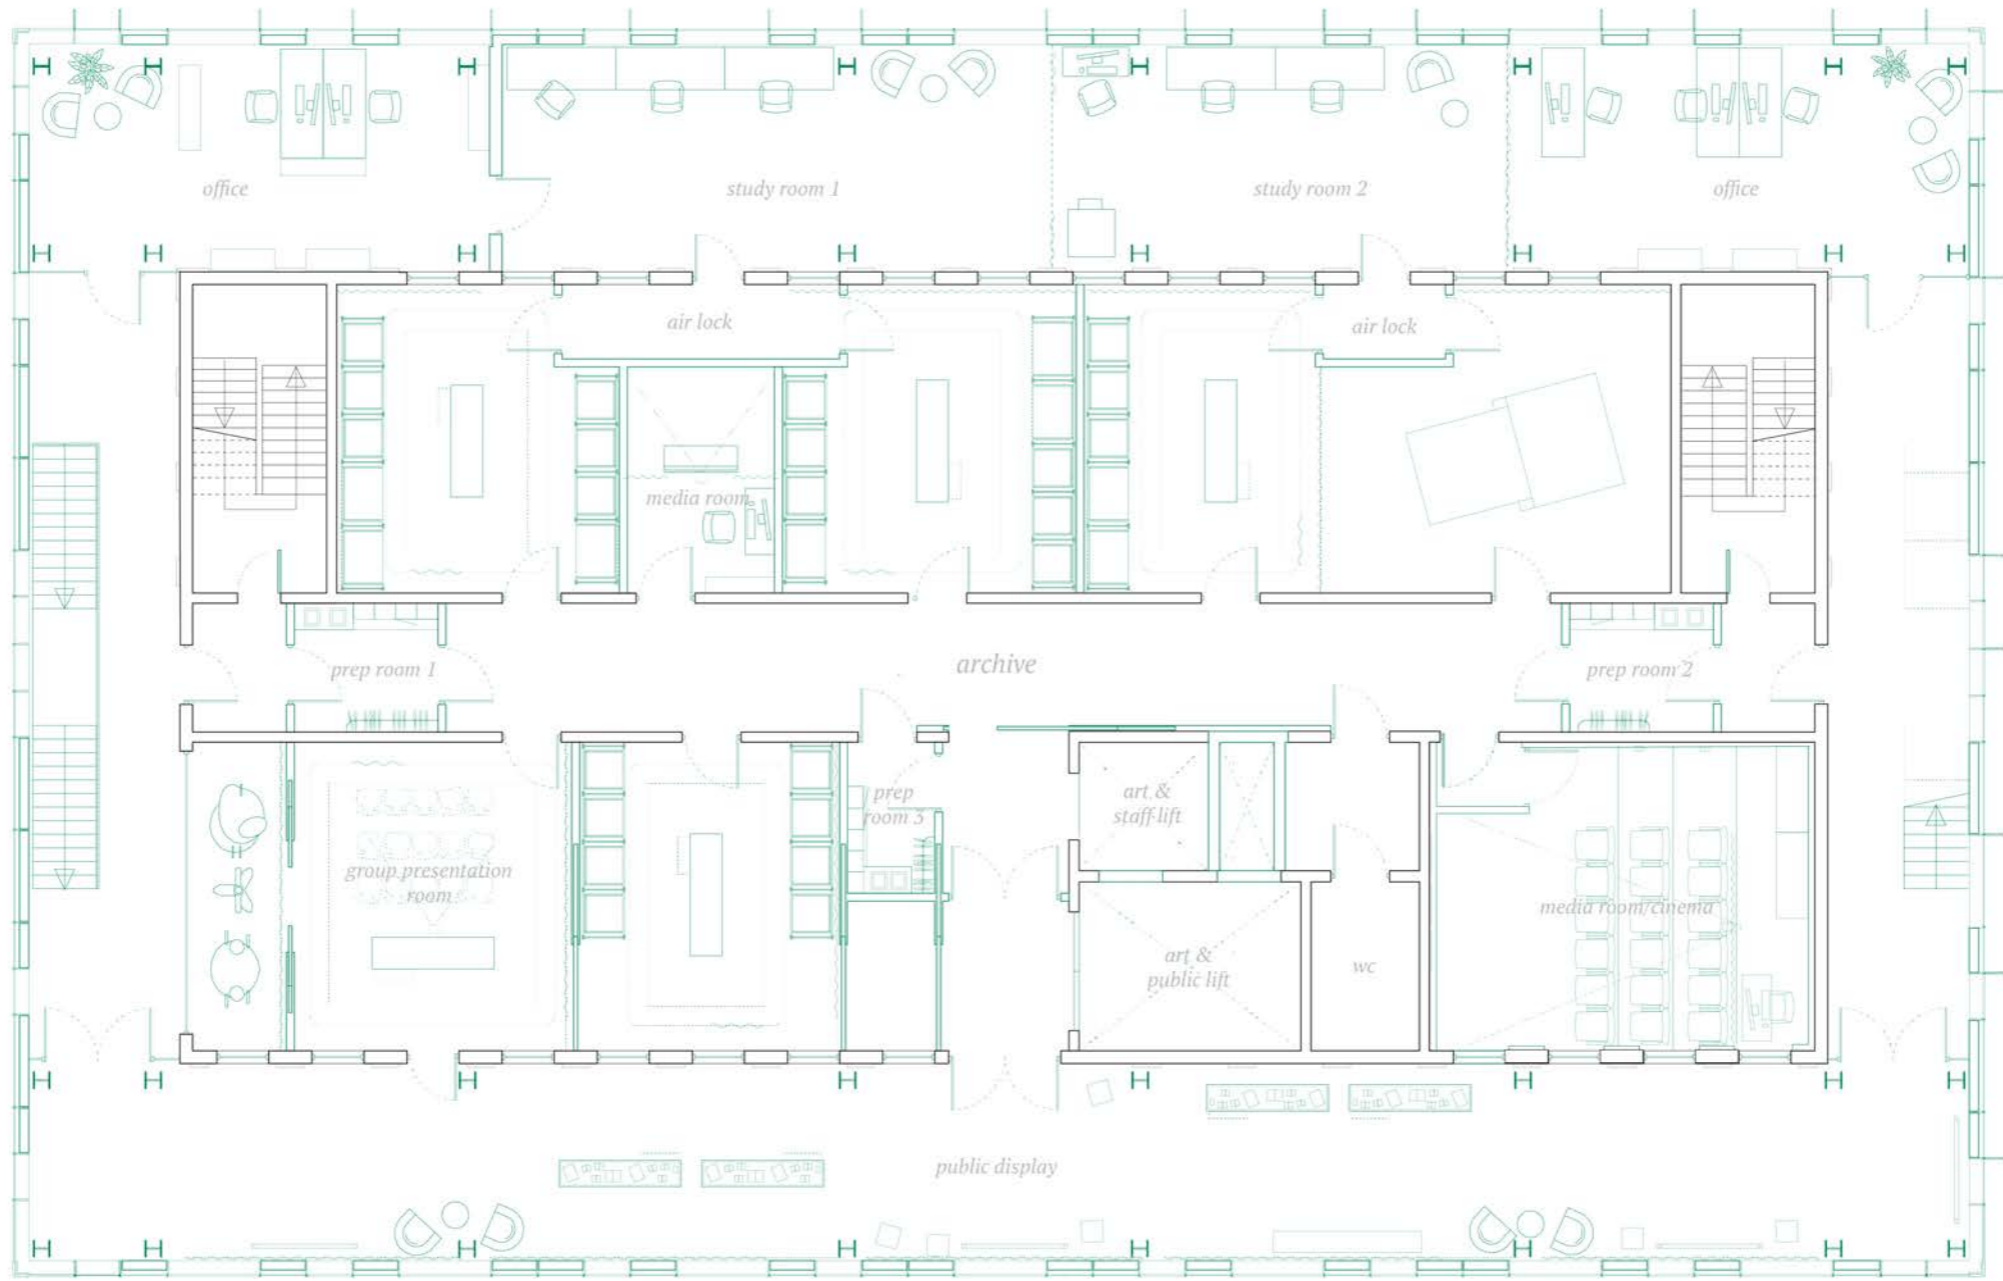 office
study room 1
study room 2
office
air lock
air lock
media room
prep room 1
archive
prep room 2
prep
room 3
art &
staff lift
group presentation
room
media room/cinema
art &
public lift
wc
public display